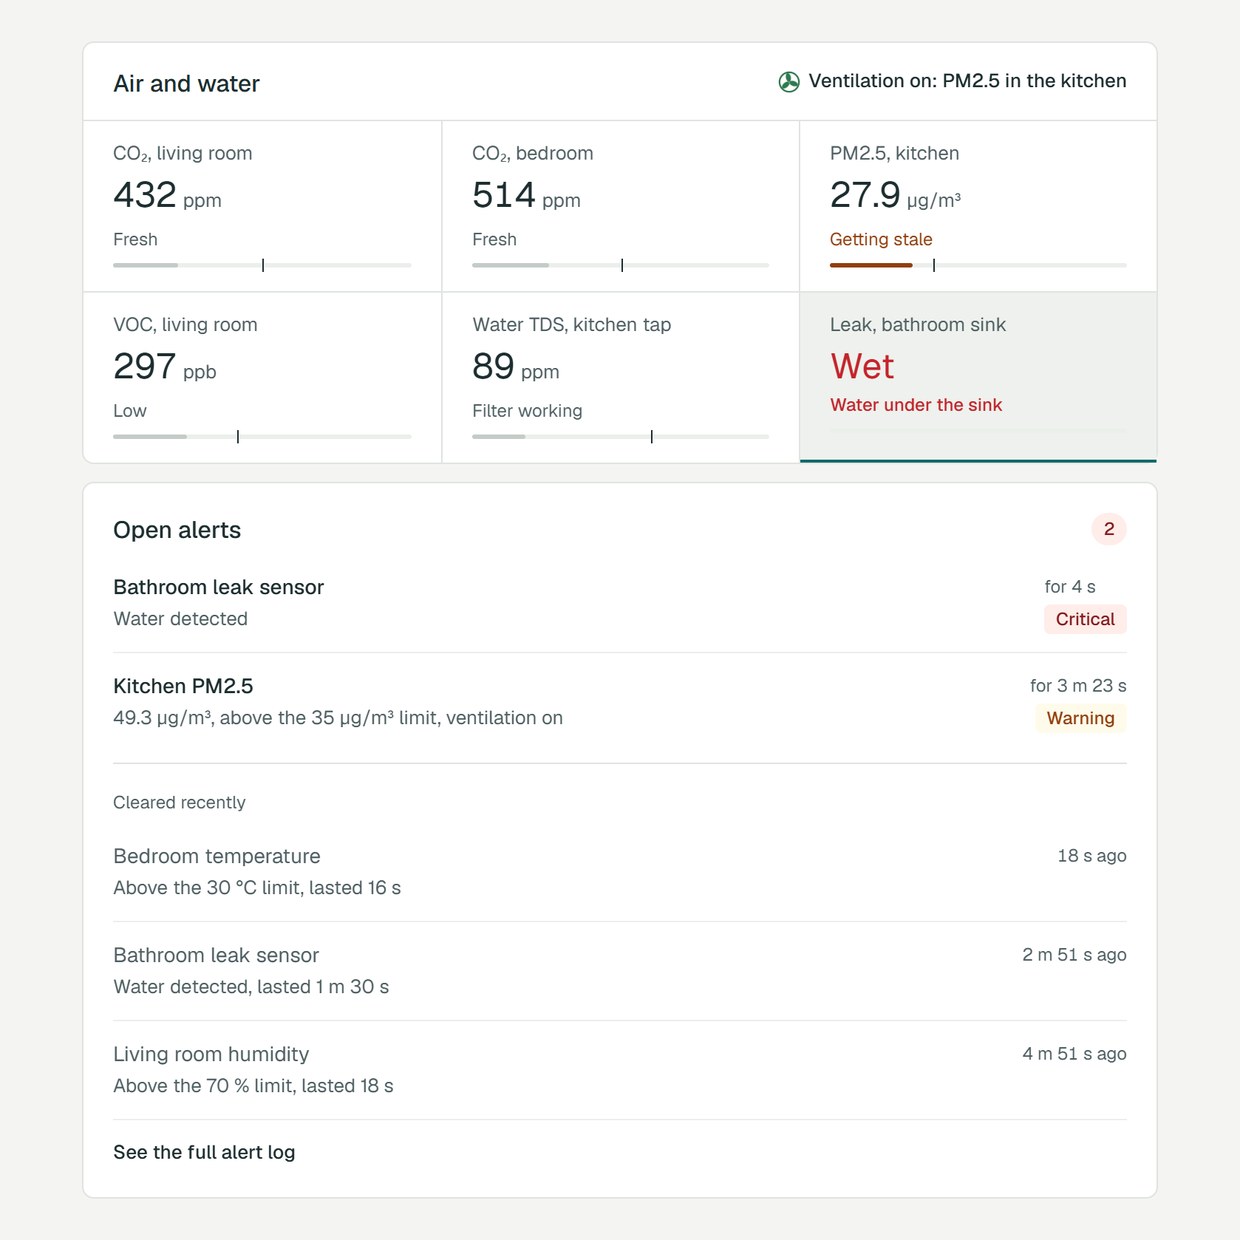 Air and water
Ventilation on: PM2.5 in the kitchen
CO₂, living room
432 ppm
Fresh
CO₂, bedroom
514 ppm
Fresh
PM2.5, kitchen
27.9 µg/m³
Getting stale
VOC, living room
297 ppb
Low
Water TDS, kitchen tap
89 ppm
Filter working
Leak, bathroom sink
Wet
Water under the sink
Open alerts
2
Bathroom leak sensor
for 4 s
Water detected
Critical
Kitchen PM2.5
for 3 m 23 s
49.3 µg/m³, above the 35 µg/m³ limit, ventilation on
Warning
Cleared recently
Bedroom temperature
18 s ago
Above the 30 °C limit, lasted 16 s
Bathroom leak sensor
2 m 51 s ago
Water detected, lasted 1 m 30 s
Living room humidity
4 m 51 s ago
Above the 70 % limit, lasted 18 s
See the full alert log